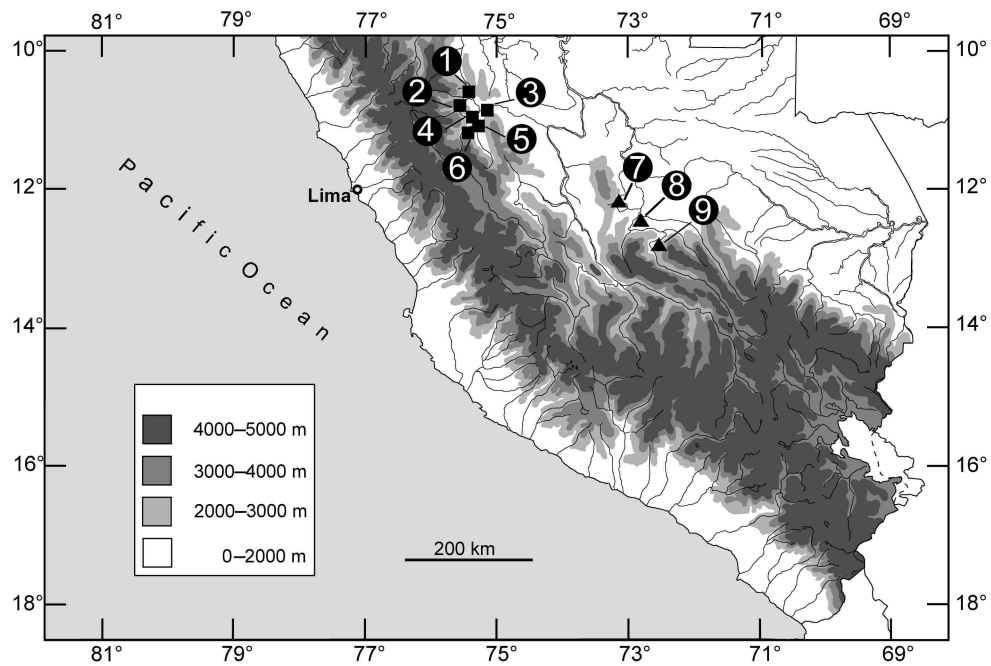 81° 79° 77° 75° 73° 71° 69°
10° 10°
1
2 3
4 5
6 7
8
12° 12°
Lima
9
Pacific Ocean
14° 14°
4000–5000 m
3000–4000 m
16° 16°
2000–3000 m
0–2000 m
200 km
18° 18°
81° 79° 77° 75° 73° 71° 69°